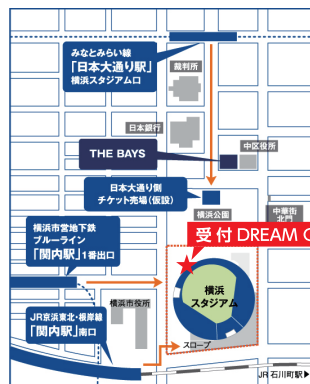 みなとみらい線
「日本大通り駅」
横浜スタジアム口
裁判所
日本銀行
THE BAYS
中区役所
日本大通り側
チケット売場(仮設)
横浜公園
中華街
北門
横浜市営地下鉄
ブルーライン
「関内駅」1番出口
受付 DREAM G
横浜
スタジアム
横浜市役所
JR京浜東北・根岸線
「関内駅」南口
スロープ
JR 石川町駅▶